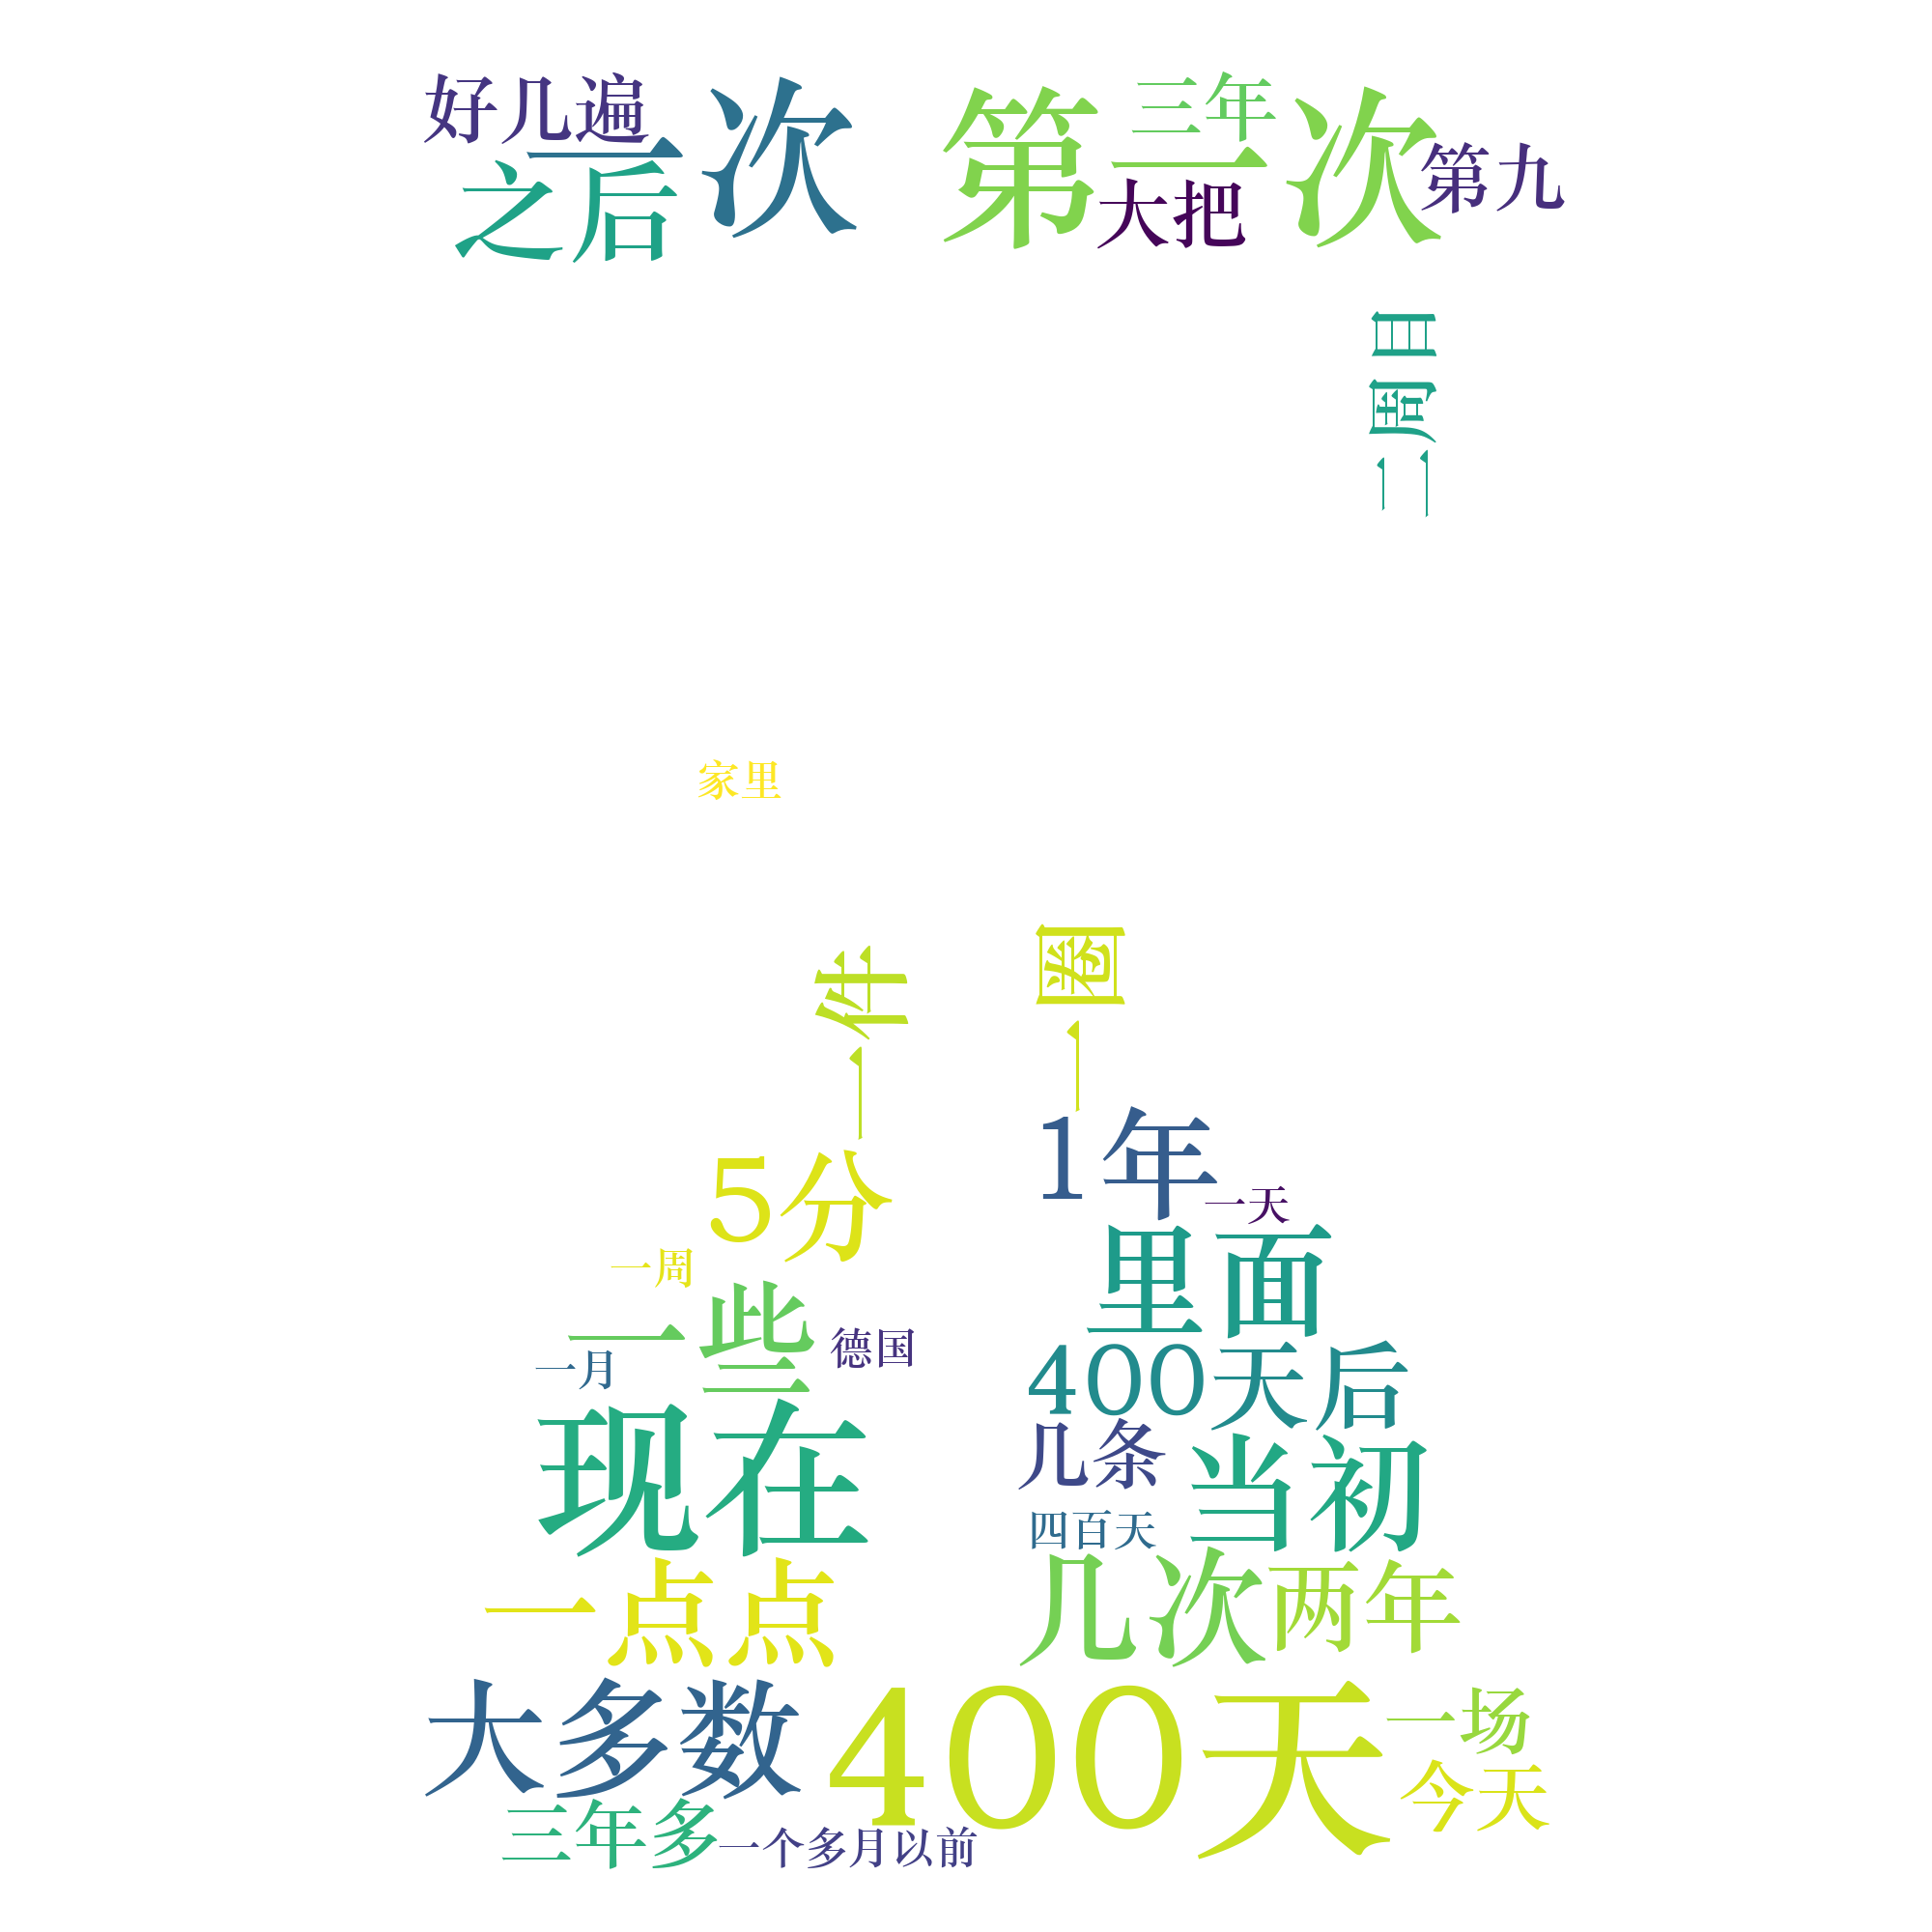 好几遍
一次
三年
第二次
第九
之后
大把
二周目
家里
一件
一圈
1年
5分
一天
里面
一周
一些
德国
400天后
一月
现在
几条
当初
四百天
一点点
几次
两年
大多数
400天
一场
今天
三年多
一个多月以前